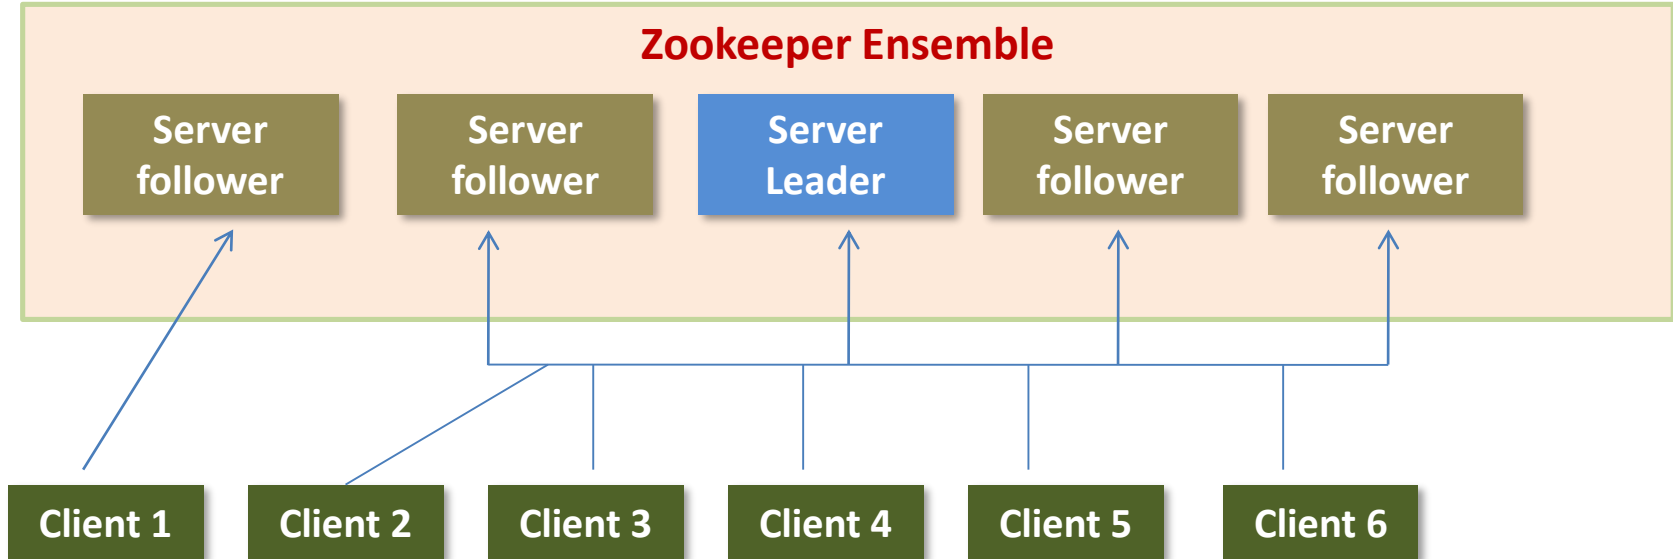 Zookeeper Ensemble
Server
follower
Server
follower
Server
Leader
Server
follower
Server
follower
Client 1
Client 2
Client 3
Client 4
Client 5
Client 6